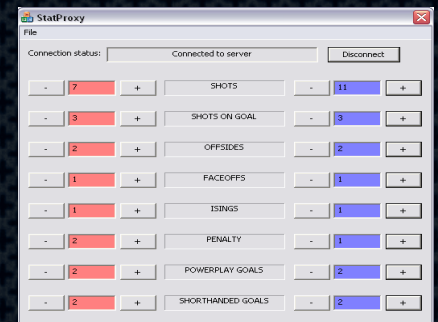 StatProxy
File
Connection status: Connected to server Disconnect
- 7 + SHOTS - 11 +
- 3 + SHOTS ON GOAL - 3 +
- 2 + OFFSIDES - 2 +
- 1 + FACEOFFS - 1 +
- 1 + ISINGS - 1 +
- 2 + PENALTY - 1 +
- 2 + POWERPLAY GOALS - 2 +
- 2 + SHORTHANDED GOALS - 2 +